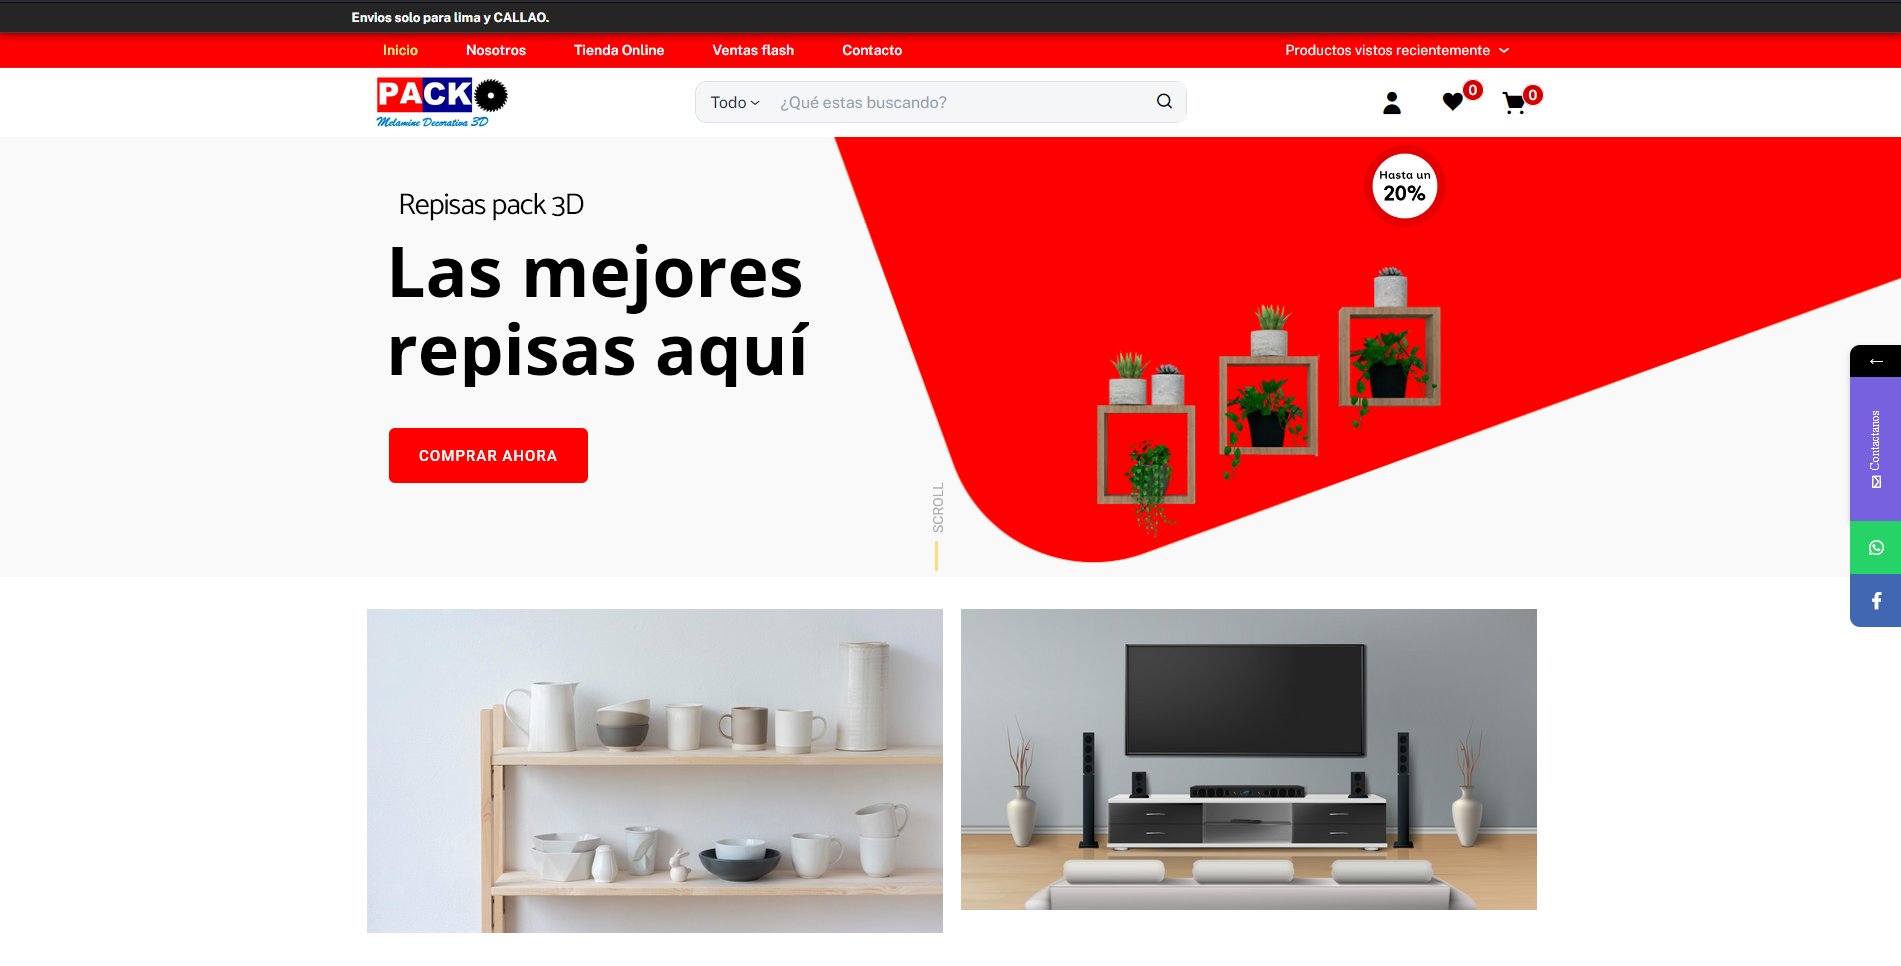 Envios solo para lima y CALLAO.
Inicio Nosotros Tienda Online Ventas flash Contacto Productos vistos recientemente
PACK
Melamine Decorativa 3D
Todo ¿Qué estas buscando?
0 0
Hasta un
20%
Repisas pack 3D
Las mejores
repisas aquí
COMPRAR AHORA
SCROLL
Contactanos